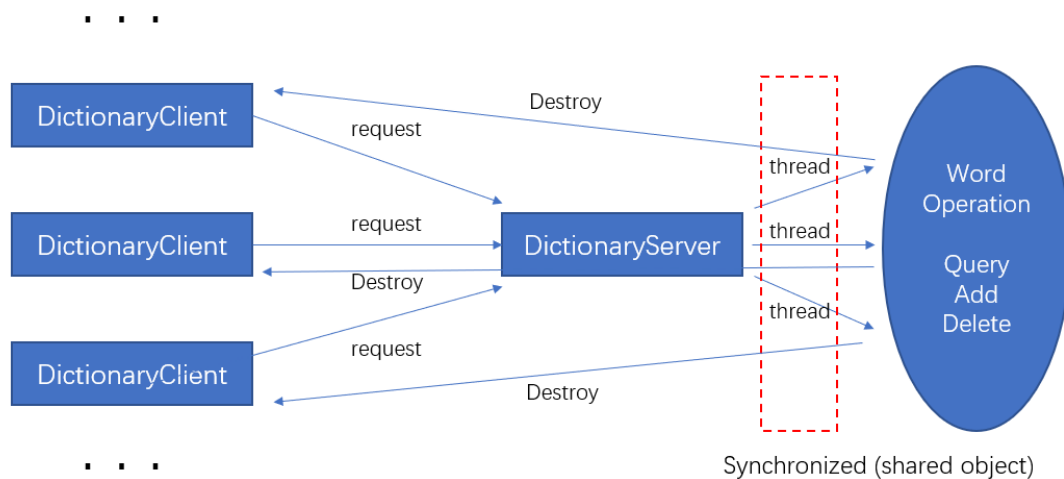 . . .
DictionaryClient
Destroy
request
thread
Word
Operation
DictionaryClient
request
DictionaryServer
thread
Query
Add
Delete
Destroy
thread
DictionaryClient
request
Destroy
. . .
Synchronized (shared object)